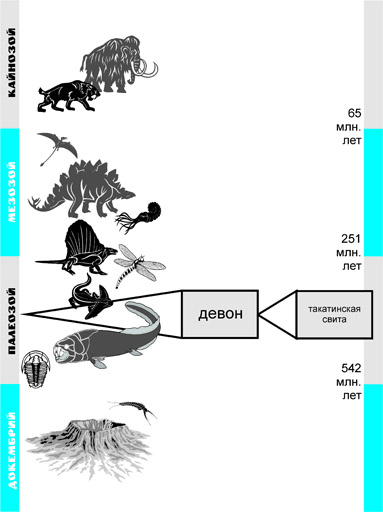 КАЙНОЗОЙ
65
млн.
лет
МЕЗОЗОЙ
251
млн.
лет
ПАЛЕОЗОЙ
девон
такатинская
свита
542
млн.
лет
ДОКЕМБРИЙ